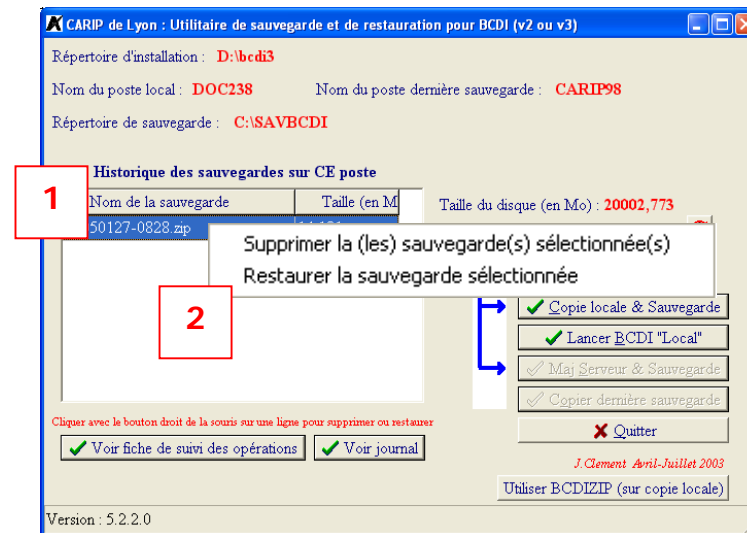 CARIP de Lyon : Utilitaire de sauvegarde et de restauration pour BCDI (v2 ou v3)
Répertoire d'installation : D:\bcdi3
Nom du poste local : DOC238 Nom du poste dernière sauvegarde : CARIP98
Répertoire de sauvegarde : C:\SAVBCDI
Historique des sauvegardes sur CE poste
1
Nom de la sauvegarde Taille (en M
Taille du disque (en Mo) : 20002,773
50127-0828.zip
Supprimer la (les) sauvegarde(s) sélectionnée(s)
Restaurer la sauvegarde sélectionnée
2
Copie locale & Sauvegarde
Lancer BCDI "Local"
Maj Serveur & Sauvegarde
Copier dernière sauvegarde
Cliquer avec le bouton droit de la souris sur une ligne pour supprimer ou restaurer
Quitter
Voir fiche de suivi des opérations Voir journal
J.Clement Avril-Juillet 2003
Utiliser BCDIZIP (sur copie locale)
Version : 5.2.2.0